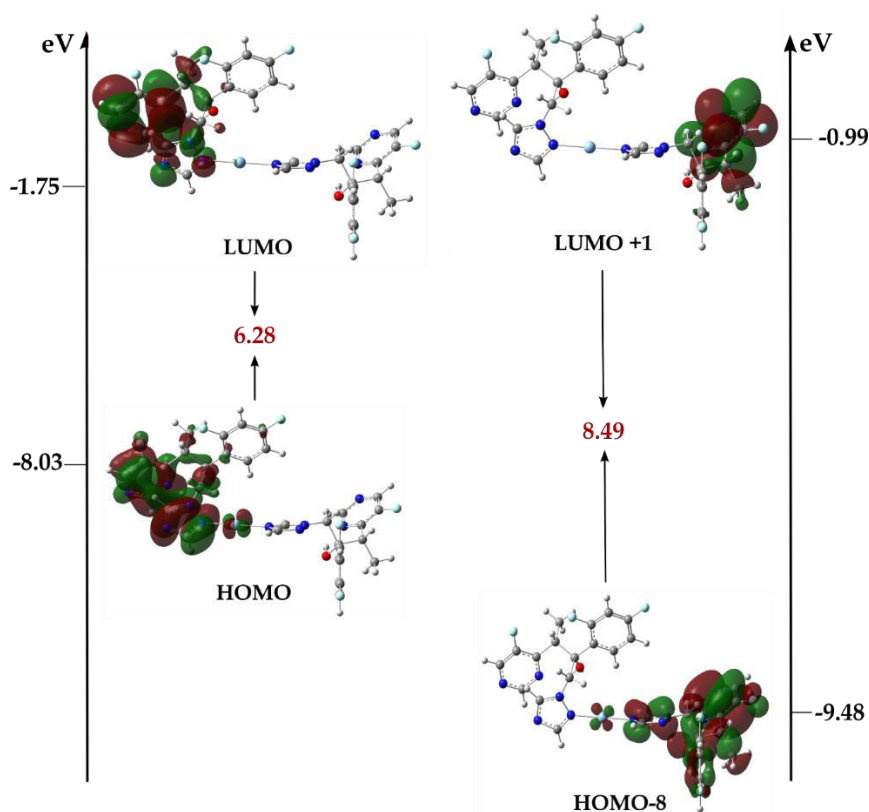 eV
eV
-0.99
-1.75
LUMO
LUMO +1
6.28
8.49
-8.03
HOMO
-9.48
HOMO-8